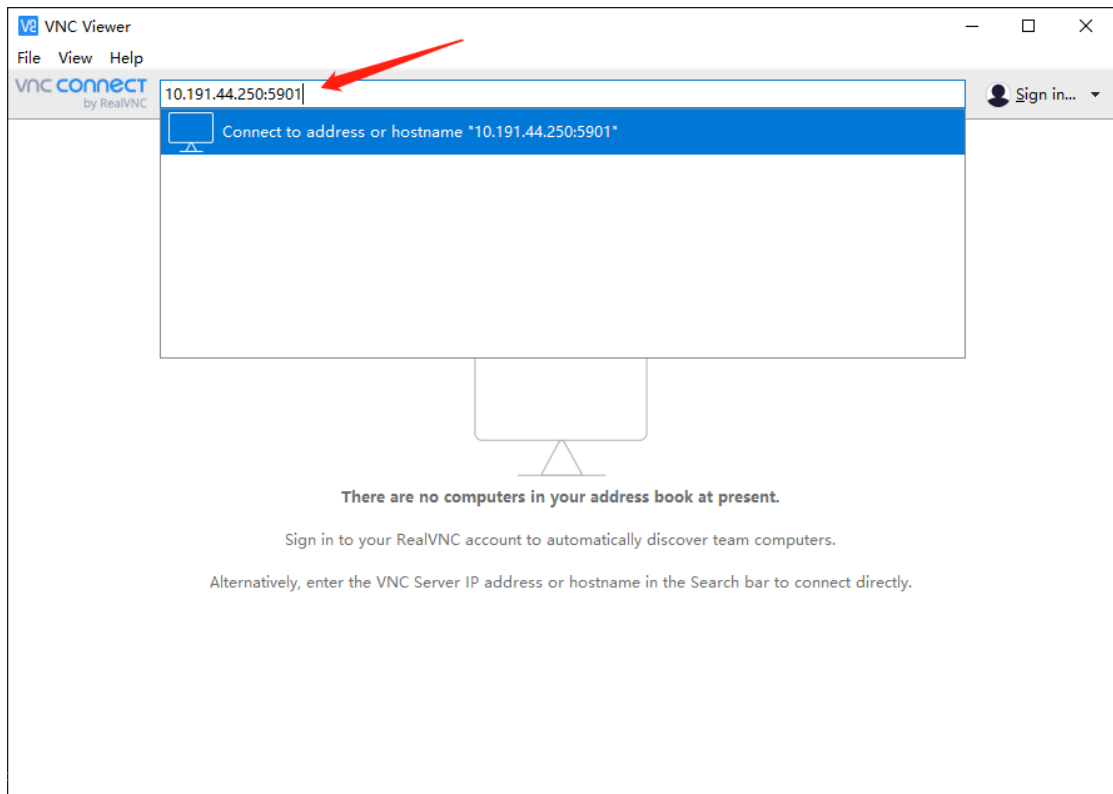 VNC Viewer
File View Help
vnc connect
by RealVNC
10.191.44.250:5901
Sign in...
Connect to address or hostname "10.191.44.250:5901"
There are no computers in your address book at present.
Sign in to your RealVNC account to automatically discover team computers.
Alternatively, enter the VNC Server IP address or hostname in the Search bar to connect directly.